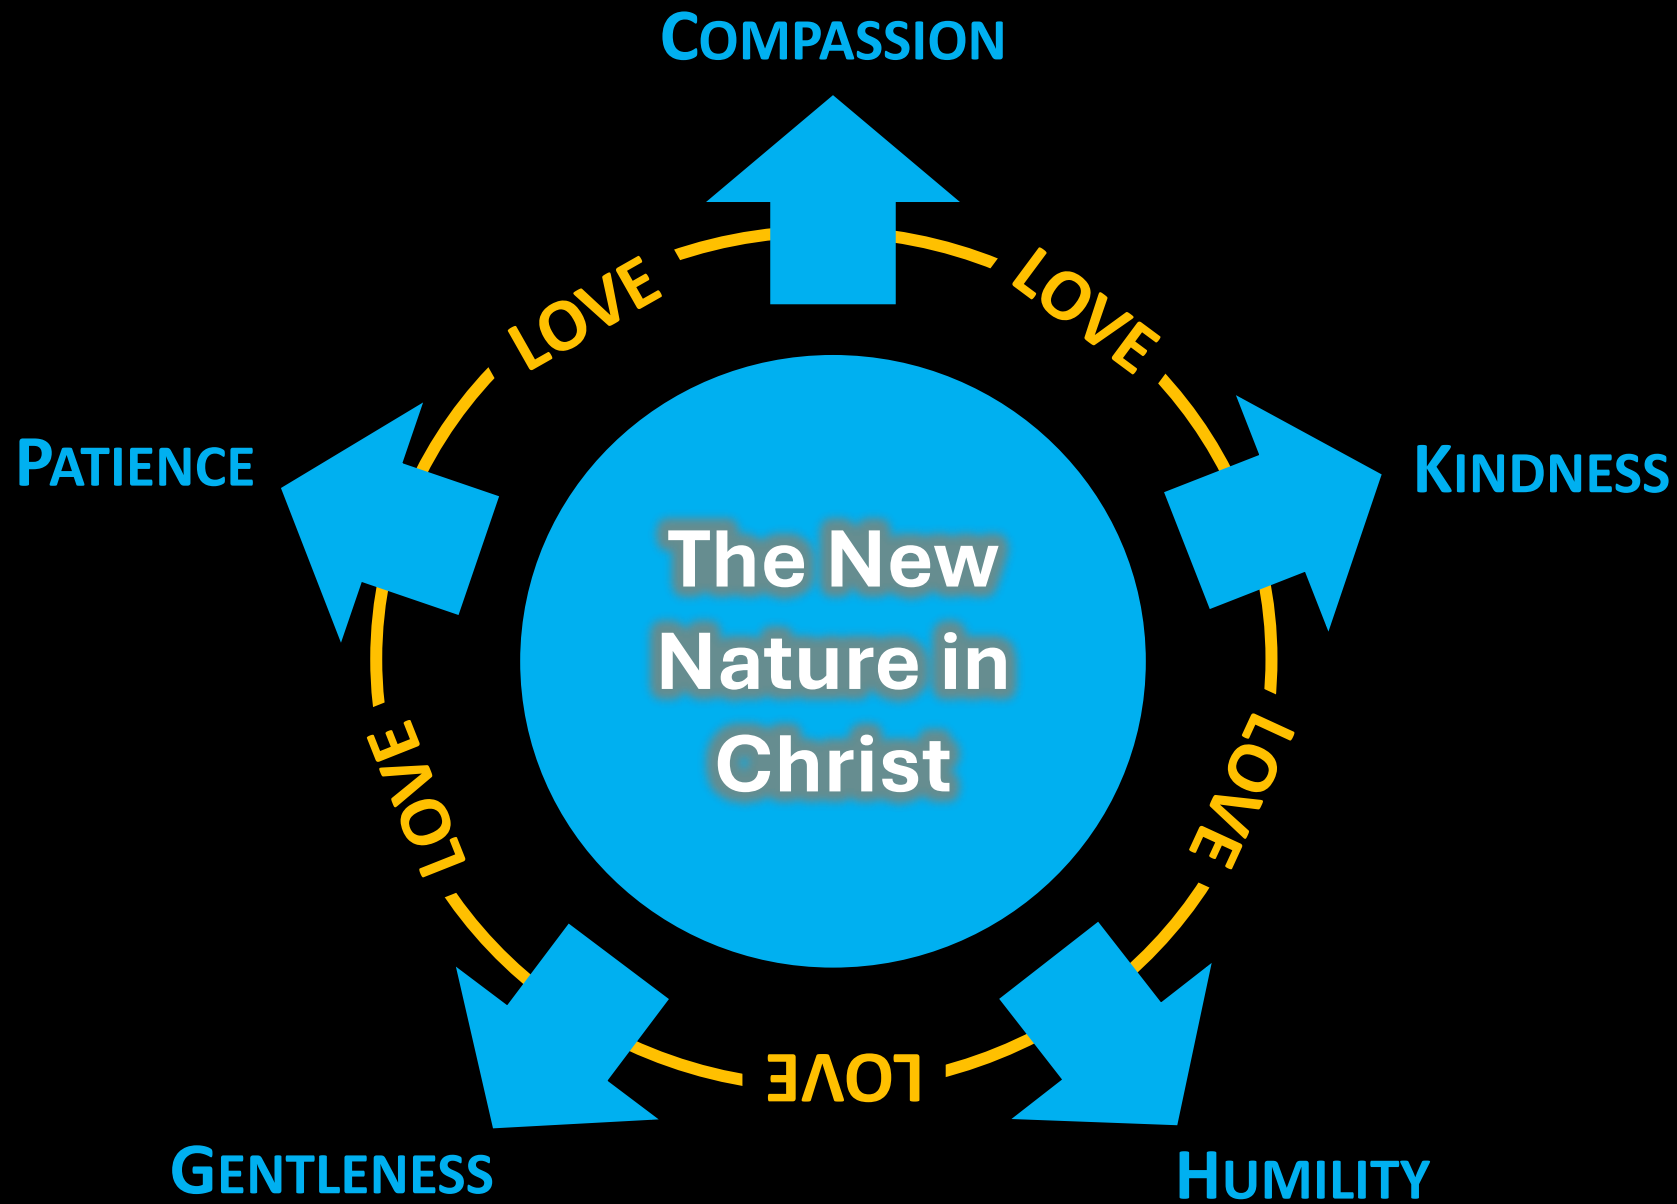 COMPASSION
LOVE
LOVE
PATIENCE
KINDNESS
The New
Nature in
Christ
LOVE
LOVE
LOVE
GENTLENESS
HUMILITY